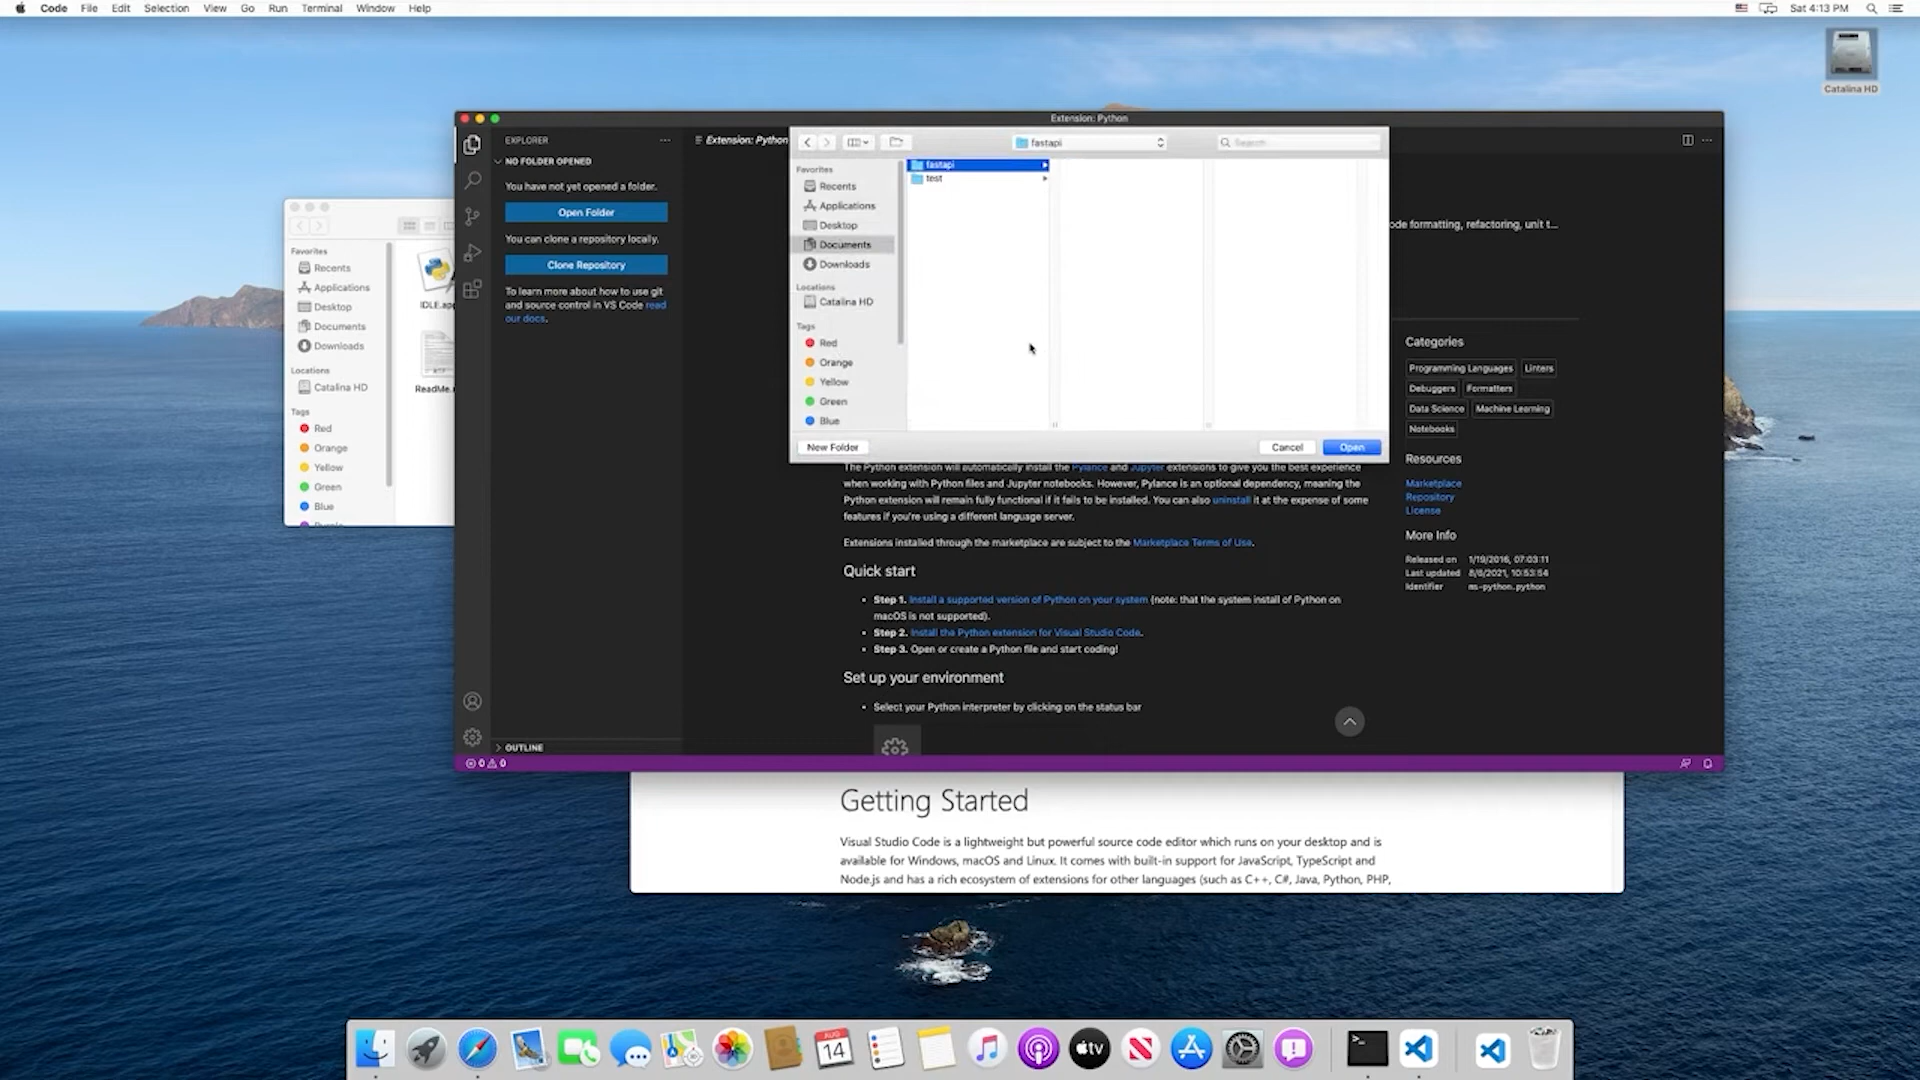 Code File Edit Selection View Go Run Terminal Window Help
Sat 4:13 PM
Catalina HD
Extension: Python
EXPLORER
Extension: Python
NO FOLDER OPENED
You have not yet opened a folder.
Open Folder
You can clone a repository locally.
Clone Repository
To learn more about how to use git
and source control in VS Code read
our docs.
OUTLINE
0 0
fastapi
Search
Favorites
Recents
Applications
Desktop
Documents
Downloads
Locations
Catalina HD
Tags
Red
Orange
Yellow
Green
Blue
fastapi
test
New Folder
Cancel
Open
Favorites
Recents
Applications
Desktop
Documents
Downloads
Locations
Catalina HD
Tags
Red
Orange
Yellow
Green
Blue
IDLE.app
ReadMe.
ode formatting, refactoring, unit t...
The Python extension will automatically install the Pylance and Jupyter extensions to give you the best experience
when working with Python files and Jupyter notebooks. However, Pylance is an optional dependency, meaning the
Python extension will remain fully functional if it fails to be installed. You can also uninstall it at the expense of some
features if you're using a different language server.
Extensions installed through the marketplace are subject to the Marketplace Terms of Use.
Quick start
Step 1. Install a supported version of Python on your system (note: that the system install of Python on
macOS is not supported).
Step 2. Install the Python extension for Visual Studio Code.
Step 3. Open or create a Python file and start coding!
Set up your environment
Select your Python interpreter by clicking on the status bar
Categories
Programming Languages Linters
Debuggers Formatters
Data Science Machine Learning
Notebooks
Resources
Marketplace
Repository
License
More Info
Released on 1/19/2016, 07:03:11
Last updated 8/6/2021, 10:53:54
Identifier ms-python.python
Getting Started
Visual Studio Code is a lightweight but powerful source code editor which runs on your desktop and is
available for Windows, macOS and Linux. It comes with built-in support for JavaScript, TypeScript and
Node.js and has a rich ecosystem of extensions for other languages (such as C++, C#, Java, Python, PHP,
AUG
14
tv